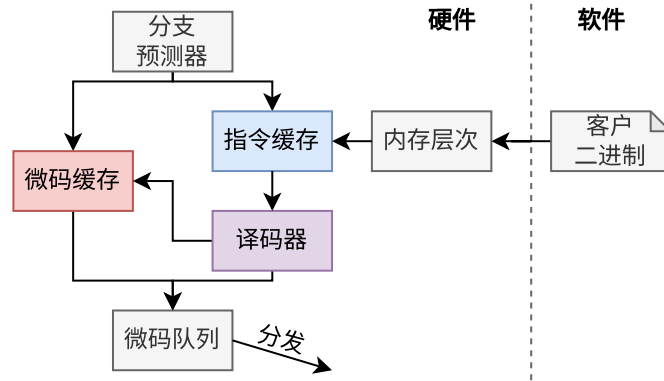 硬件
软件
分支
预测器
指令缓存
内存层次
客户
二进制
微码缓存
译码器
微码队列
分发